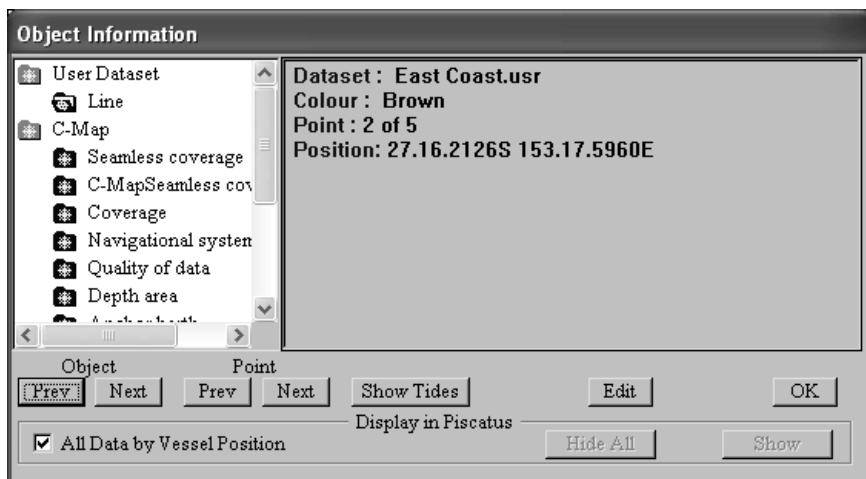 Object Information
User Dataset
Line
C-Map
Seamless coverage
C-MapSeamless cov
Coverage
Navigational system
Quality of data
Depth area
Dataset : East Coast.usr
Colour : Brown
Point : 2 of 5
Position: 27.16.2126S 153.17.5960E
Object Point
Prev Next Prev Next Show Tides Edit OK
Display in Piscatus
All Data by Vessel Position Hide All Show